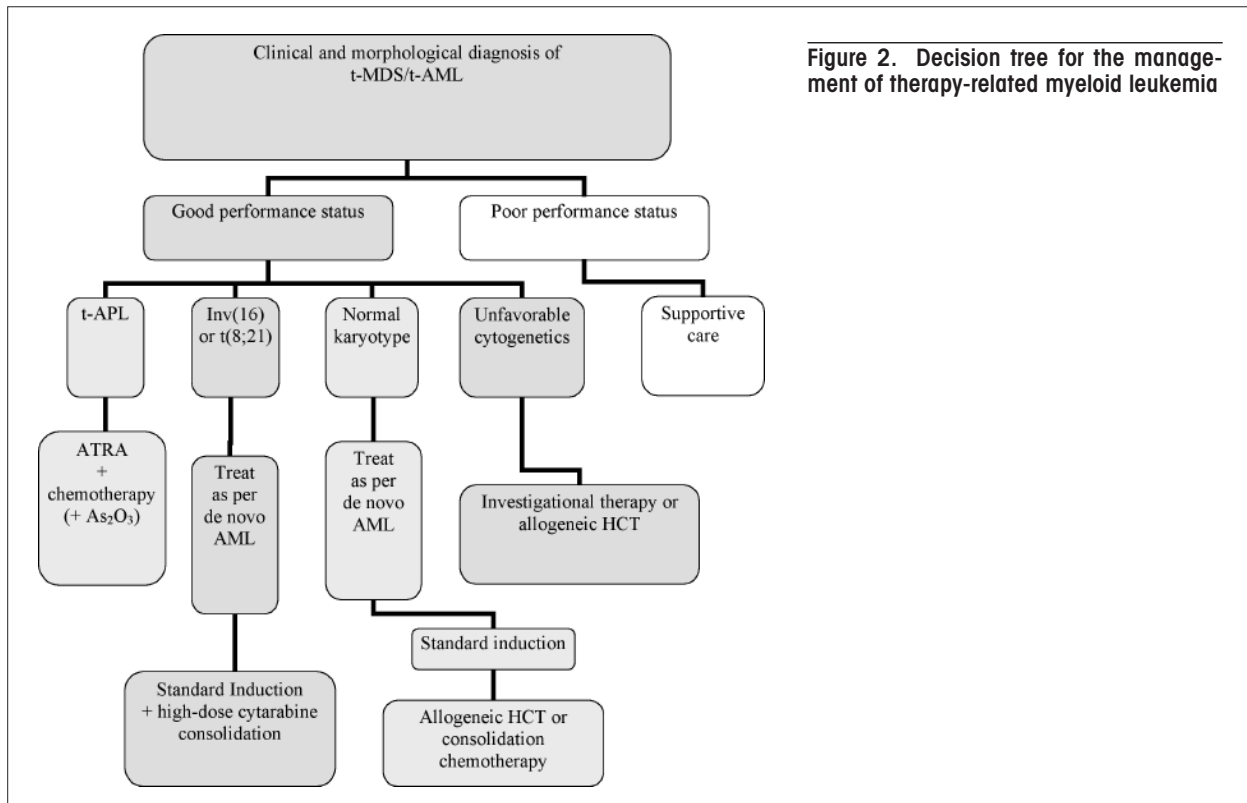 Clinical and morphological diagnosis of
t-MDS/t-AML
Figure 2. Decision tree for the manage-
ment of therapy-related myeloid leukemia
Good performance status
Poor performance status
t-APL
Inv(16)
or t(8;21)
Normal
karyotype
Unfavorable
cytogenetics
Supportive
care
ATRA
+
chemotherapy
(+ As₂O₃)
Treat
as per
de novo
AML
Treat
as per
de novo
AML
Investigational therapy or
allogeneic HCT
Standard induction
Standard Induction
+ high-dose cytarabine
consolidation
Allogeneic HCT or
consolidation
chemotherapy